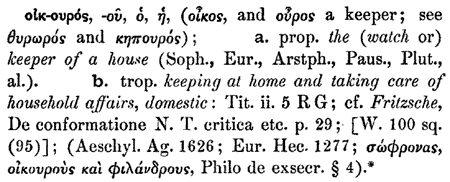 οἰκ-ουρός, -οῦ, ὁ, ἡ, (οἶκος, and οὖρος a keeper; see
θυρωρός and κηπουρός); a. prop. the (watch or)
keeper of a house (Soph., Eur., Arstph., Paus., Plut.,
al.). b. trop. keeping at home and taking care of
household affairs, domestic: Tit. ii. 5 R G; cf. Fritzsche,
De conformatione N. T. critica etc. p. 29; [W. 100 sq.
(95)]; (Aeschyl. Ag. 1626; Eur. Hec. 1277; σώφρονας,
οἰκουροὺς καὶ φιλάνδρους, Philo de exsecr. § 4).*